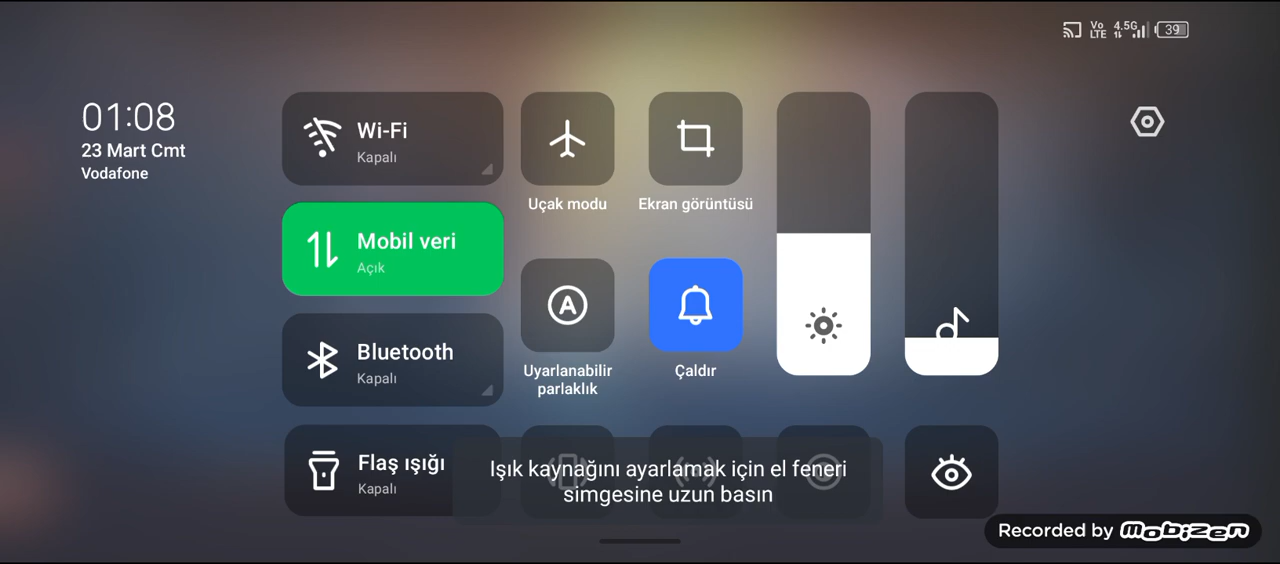 Vo
LTE
4.5G
39
01:08
23 Mart Cmt
Vodafone
Wi-Fi
Kapalı
Uçak modu
Ekran görüntüsü
Mobil veri
Açık
Uyarlanabilir
parlaklık
Çaldır
Bluetooth
Kapalı
Flaş ışığı
Kapalı
Işık kaynağını ayarlamak için el feneri
simgesine uzun basın
Recorded by mobizen